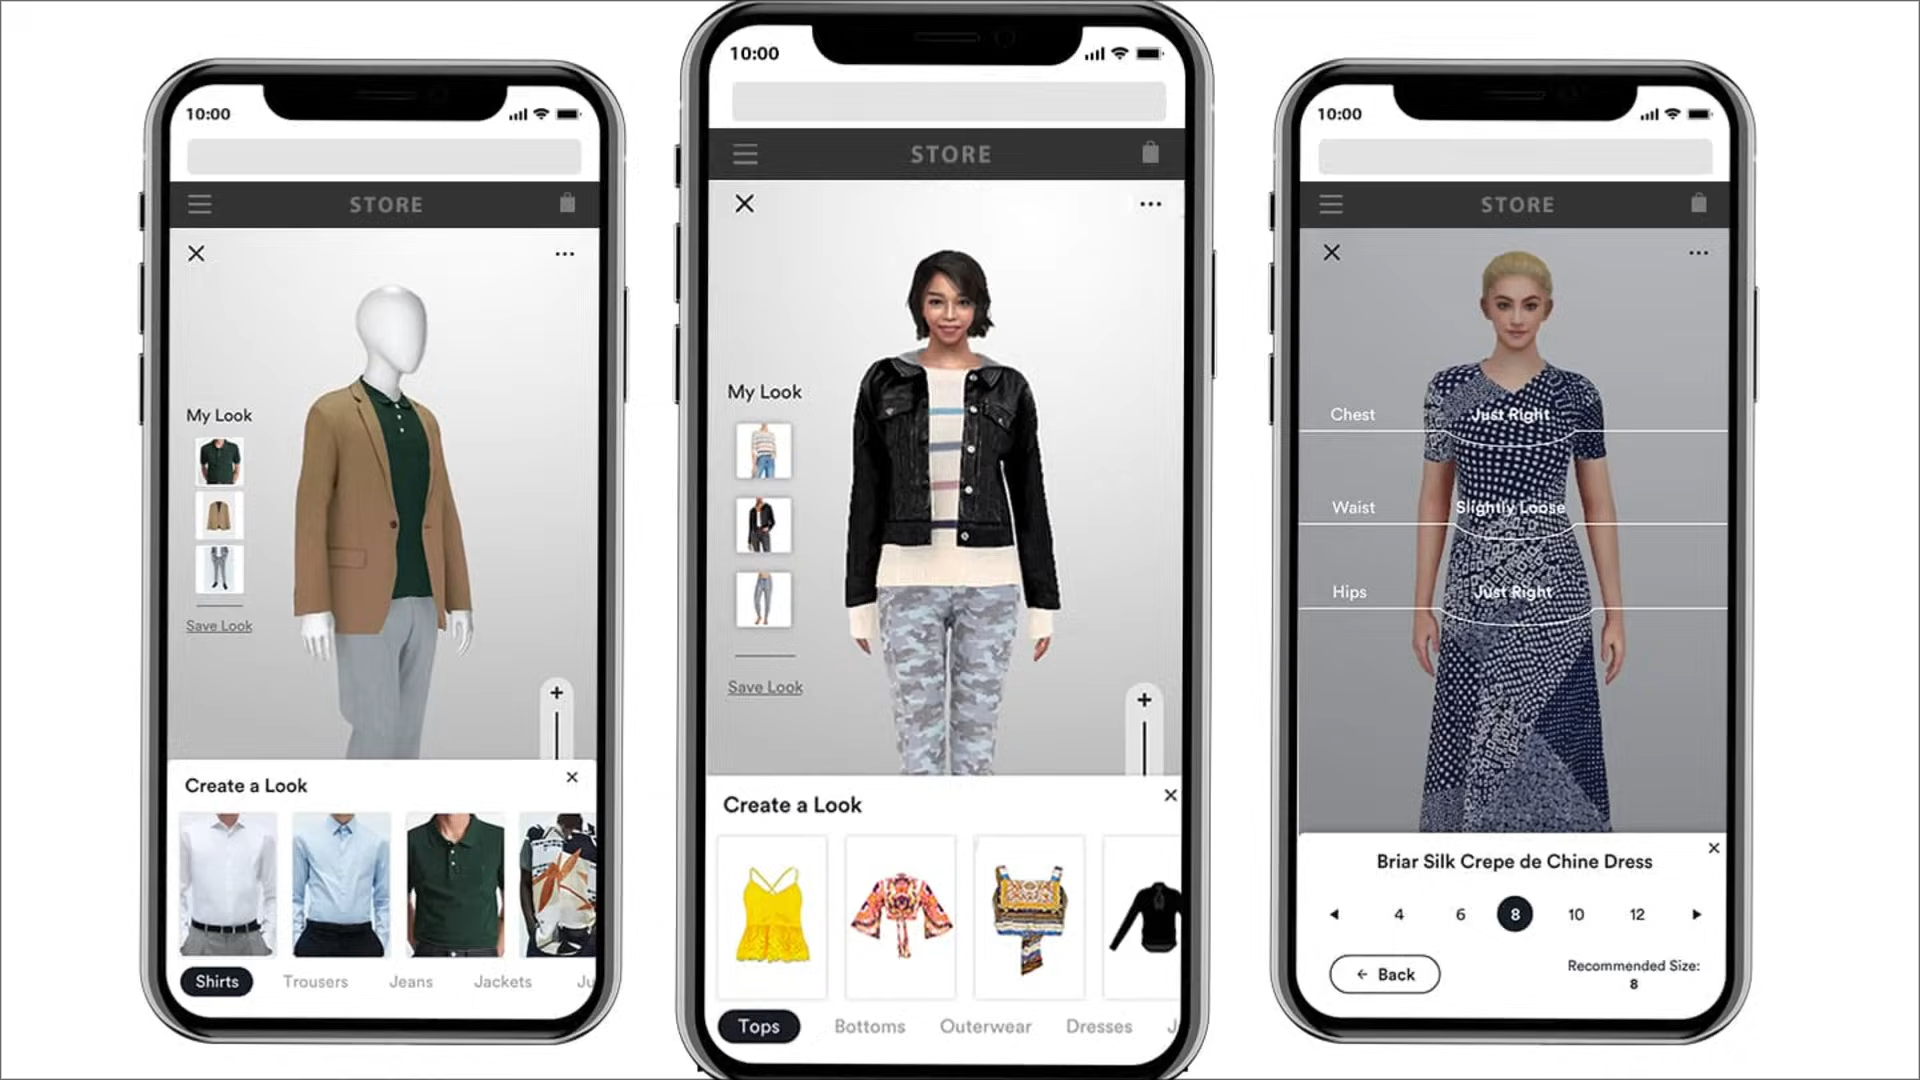 10:00
STORE
My Look
Save Look
Create a Look
Shirts Trousers Jeans Jackets Ju
10:00
STORE
My Look
Save Look
Create a Look
Tops Bottoms Outerwear Dresses J
10:00
STORE
Chest Just Right
Waist Slightly Loose
Hips Just Right
Briar Silk Crepe de Chine Dress
4 6 8 10 12
Back
Recommended Size:
8